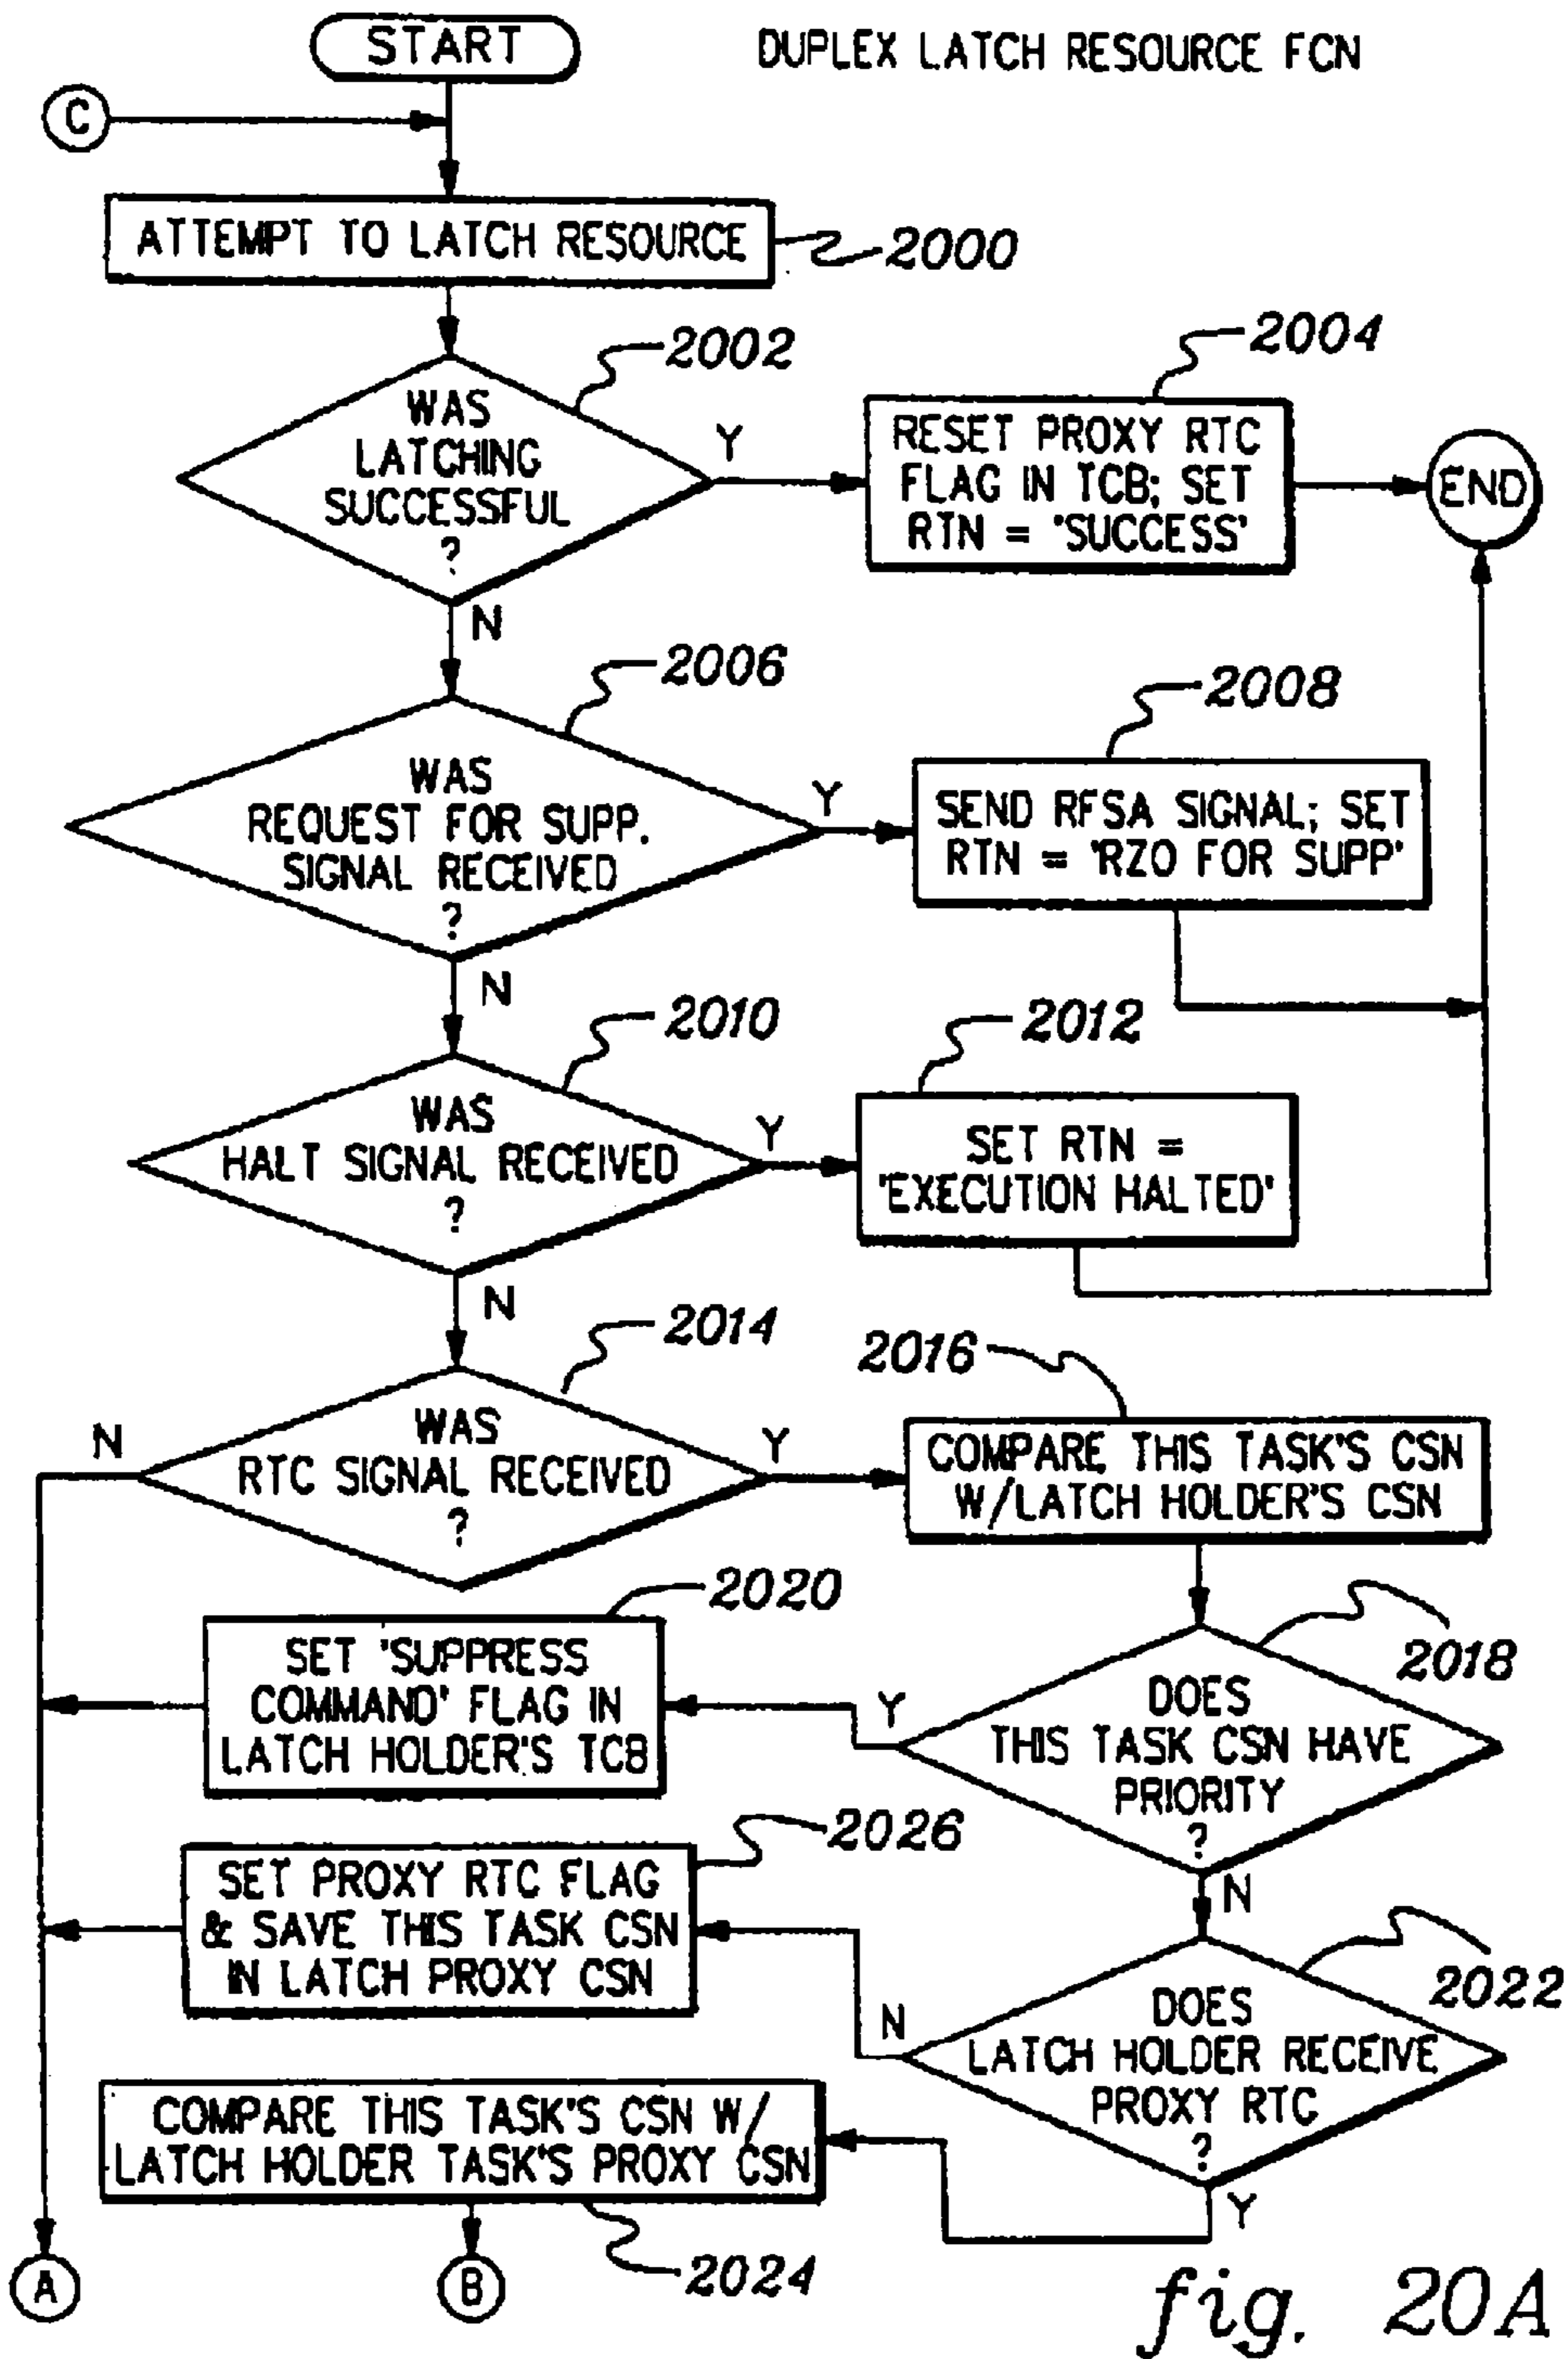 START
DUPLEX LATCH RESOURCE FCN
C
ATTEMPT TO LATCH RESOURCE
2000
2002
WAS
LATCHING
SUCCESSFUL
?
Y
N
2004
RESET PROXY RTC
FLAG IN TCB; SET
RTN = 'SUCCESS'
END
2006
WAS
REQUEST FOR SUPP.
SIGNAL RECEIVED
?
Y
N
2008
SEND RFSA SIGNAL; SET
RTN = 'RZO FOR SUPP'
2010
WAS
HALT SIGNAL RECEIVED
?
Y
N
2012
SET RTN =
'EXECUTION HALTED'
2014
WAS
RTC SIGNAL RECEIVED
?
N
Y
2016
COMPARE THIS TASK'S CSN
W/LATCH HOLDER'S CSN
2018
DOES
THIS TASK CSN HAVE
PRIORITY
?
Y
N
2020
SET 'SUPPRESS
COMMAND' FLAG IN
LATCH HOLDER'S TCB
2022
DOES
LATCH HOLDER RECEIVE
PROXY RTC
?
N
Y
2026
SET PROXY RTC FLAG
& SAVE THIS TASK CSN
IN LATCH PROXY CSN
COMPARE THIS TASK'S CSN W/
LATCH HOLDER TASK'S PROXY CSN
2024
A
B
fig. 20A